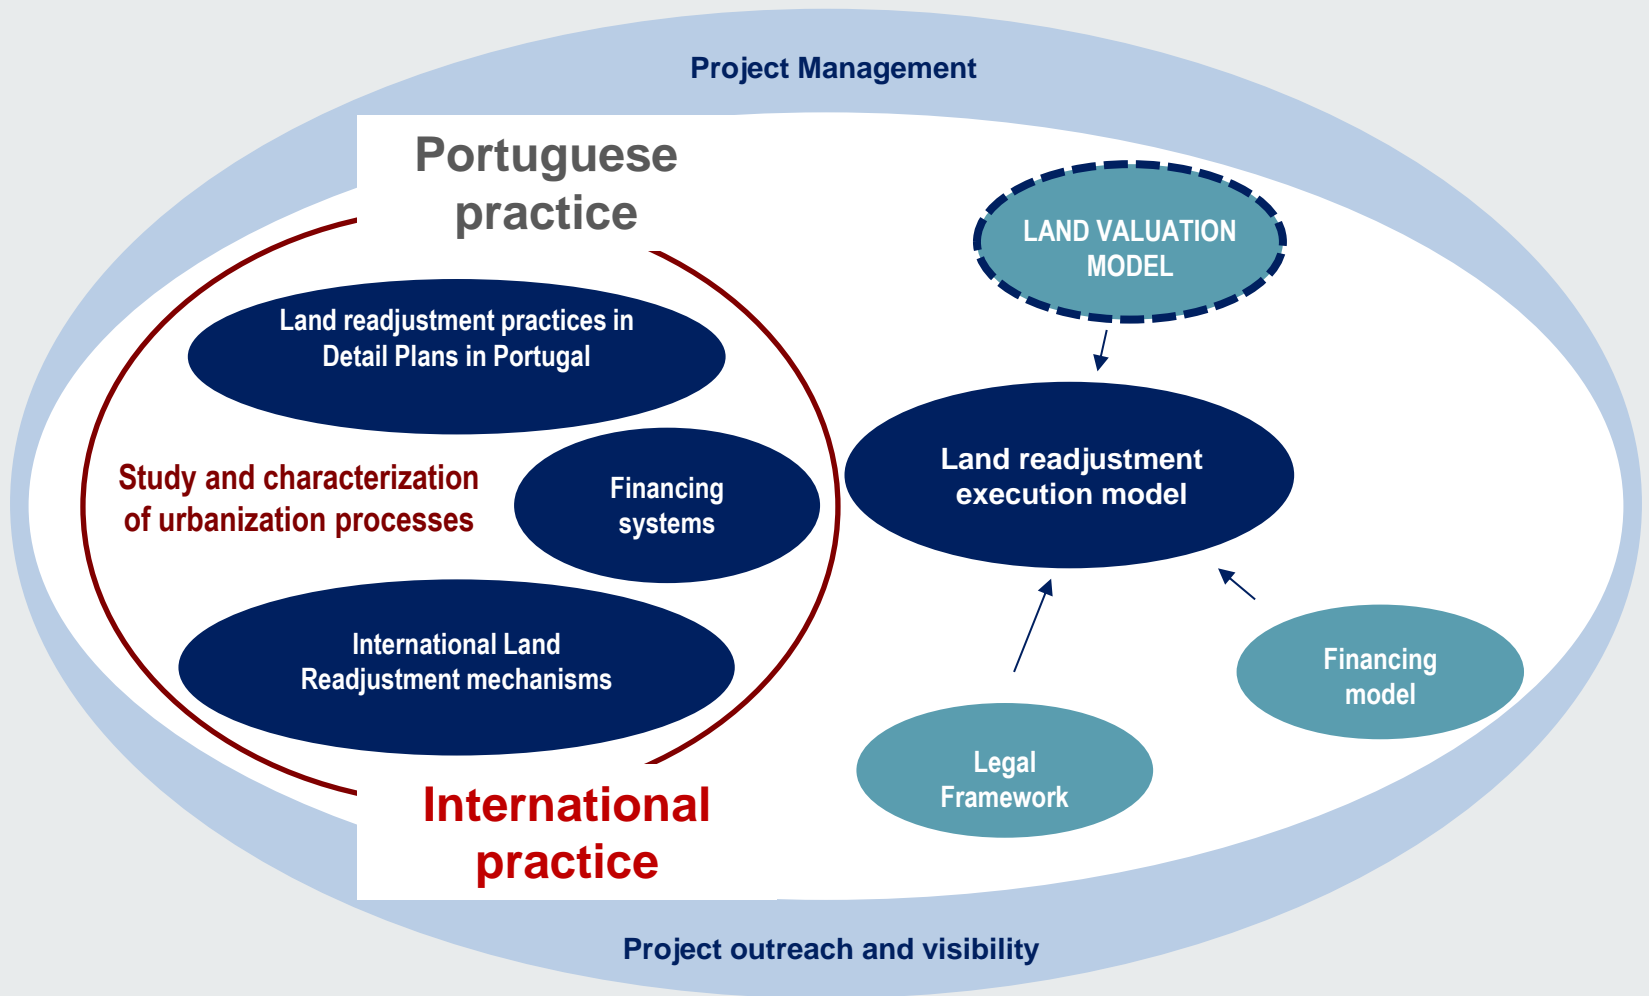 Project Management
Portuguese
practice
LAND VALUATION
MODEL
Land readjustment practices in
Detail Plans in Portugal
Study and characterization
of urbanization processes
Financing
systems
Land readjustment
execution model
International Land
Readjustment mechanisms
Financing
model
Legal
Framework
International
practice
Project outreach and visibility